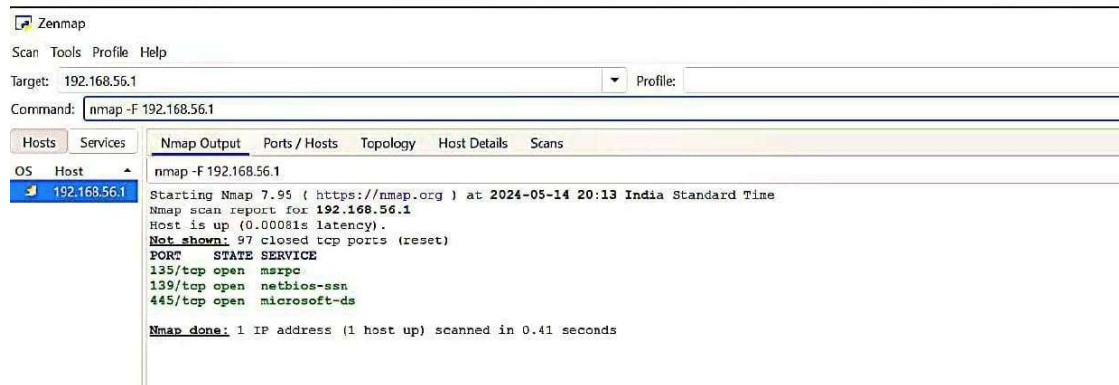 Zenmap
Scan Tools Profile Help
Target: 192.168.56.1 Profile:
Command: nmap -F 192.168.56.1
Hosts Services Nmap Output Ports / Hosts Topology Host Details Scans
OS Host nmap -F 192.168.56.1
192.168.56.1 Starting Nmap 7.95 ( https://nmap.org ) at 2024-05-14 20:13 India Standard Time
Nmap scan report for 192.168.56.1
Host is up (0.00081s latency).
Not shown: 97 closed tcp ports (reset)
PORT STATE SERVICE
135/tcp open msrpc
139/tcp open netbios-ssn
445/tcp open microsoft-ds
Nmap done: 1 IP address (1 host up) scanned in 0.41 seconds